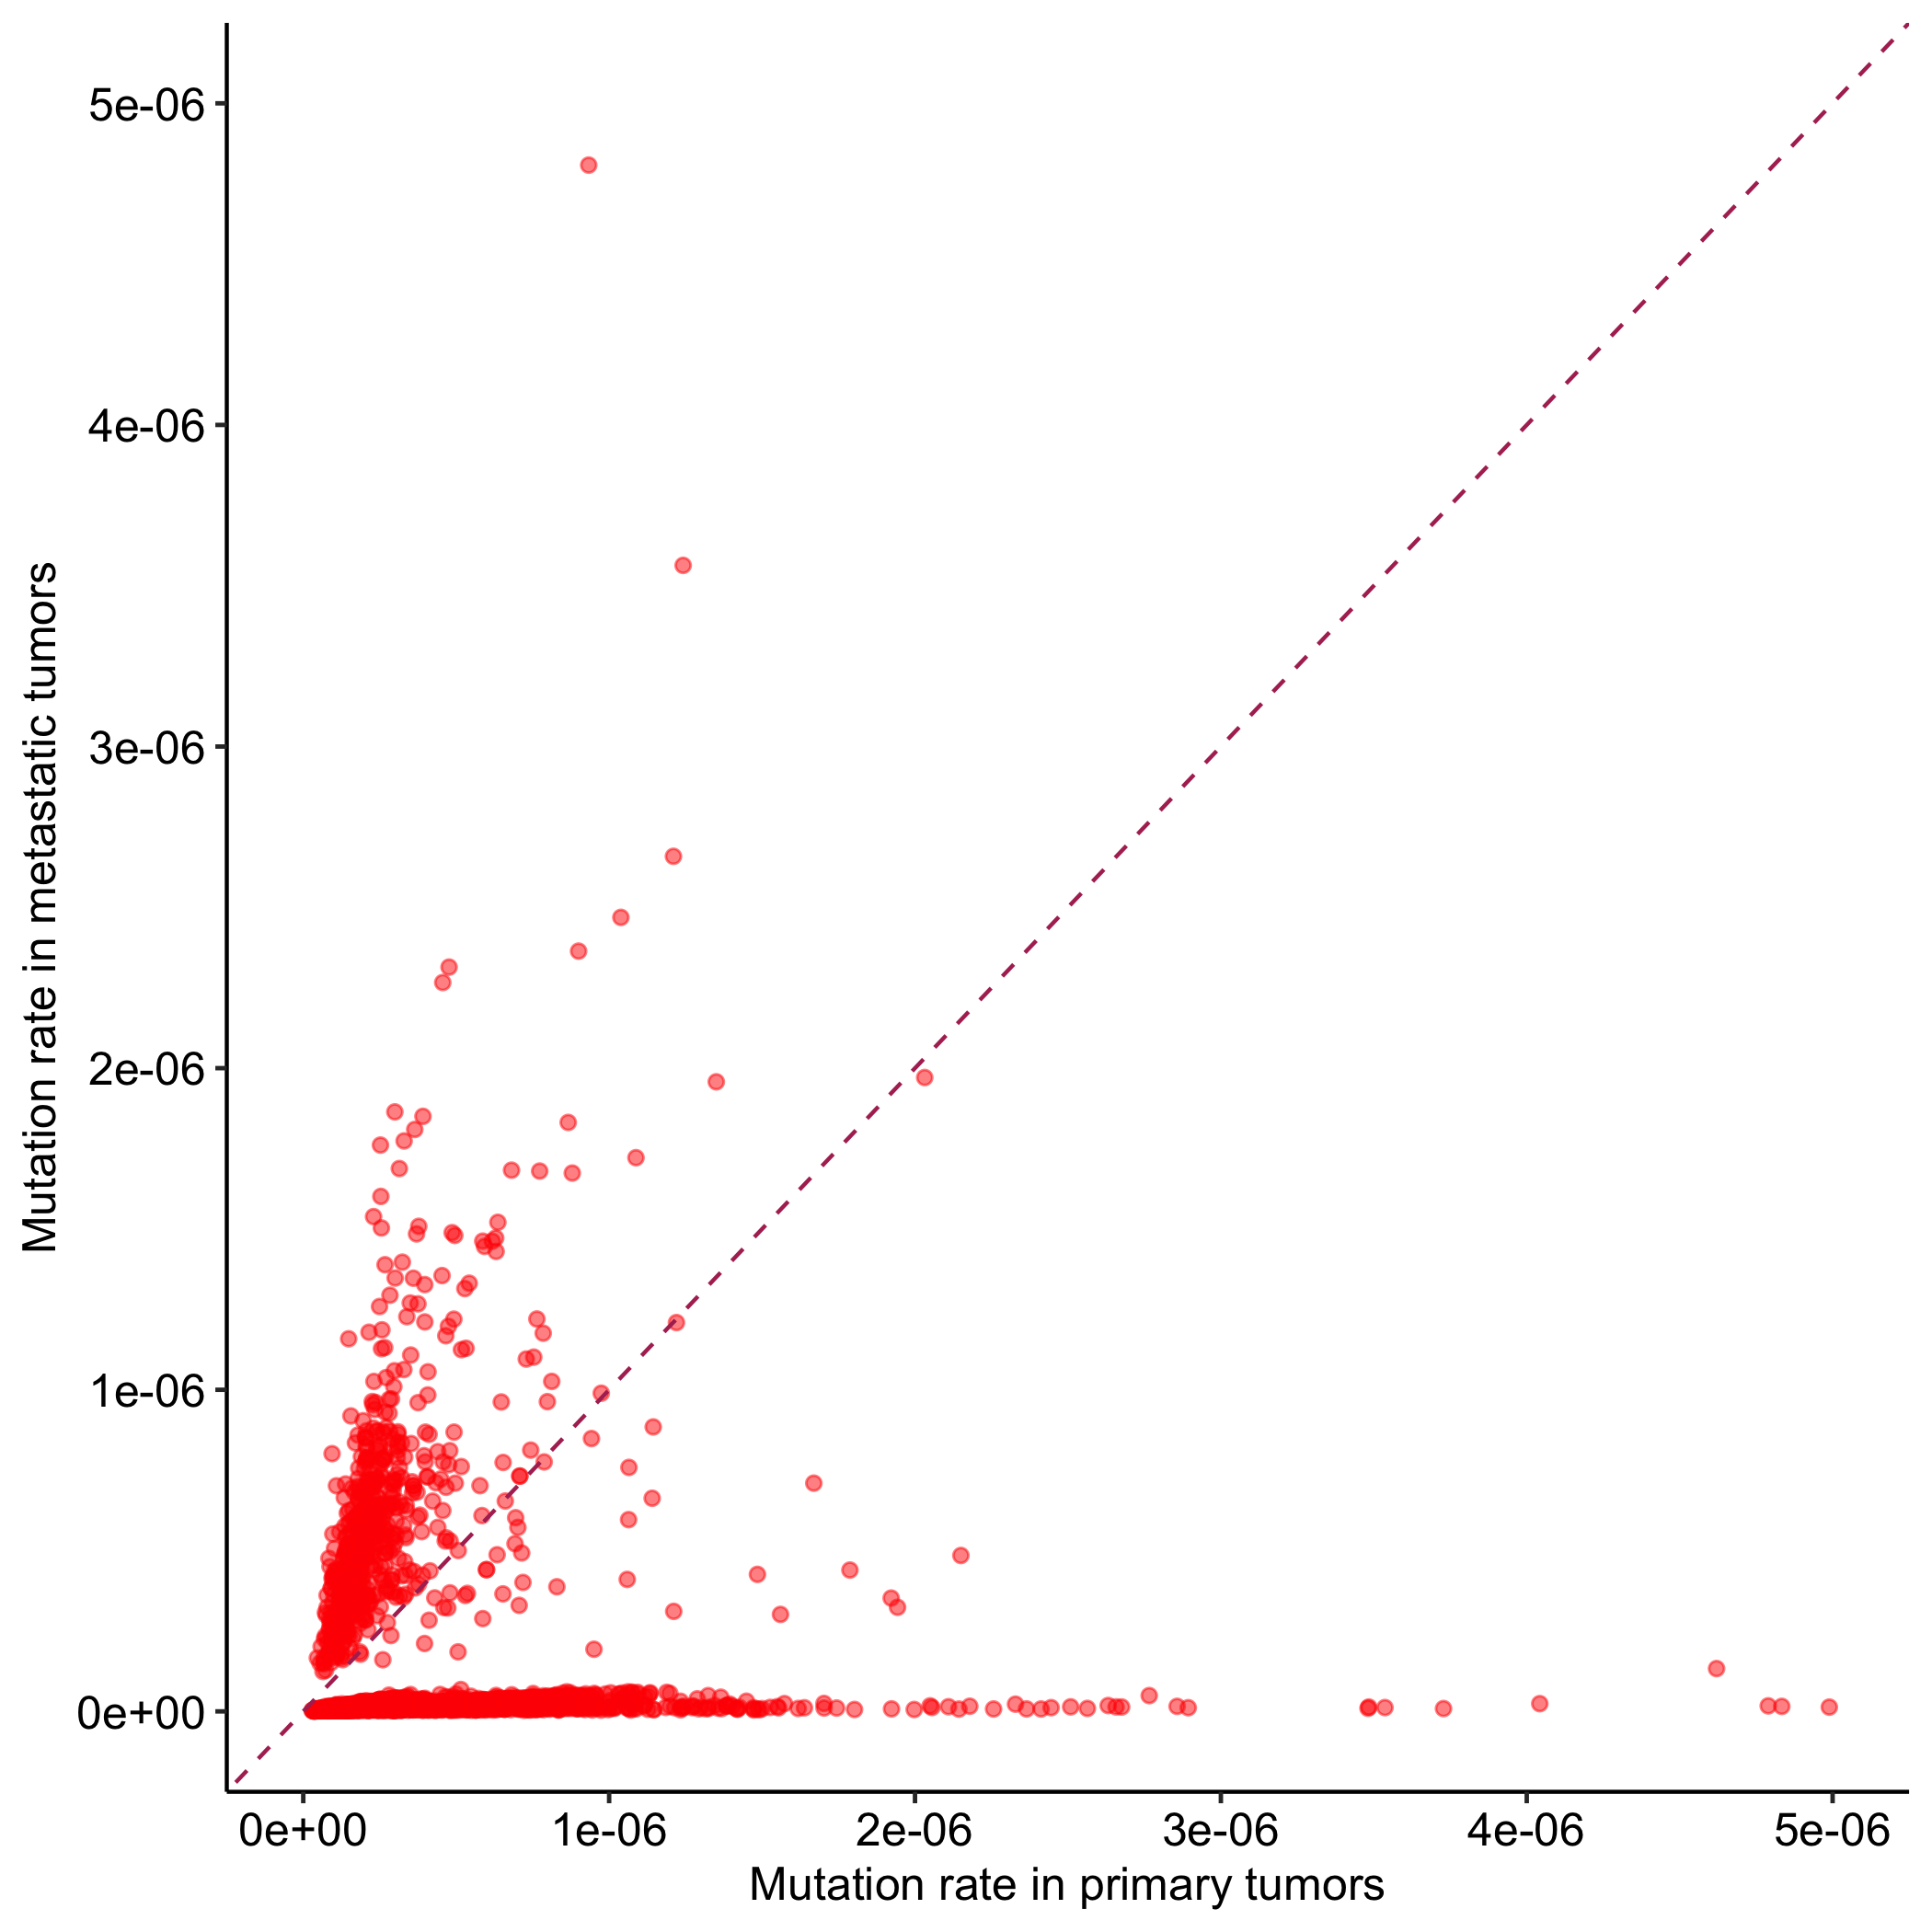 Mutation rate in metastatic tumors
5e-06
4e-06
3e-06
2e-06
1e-06
0e+00
0e+00 1e-06 2e-06 3e-06 4e-06 5e-06
Mutation rate in primary tumors